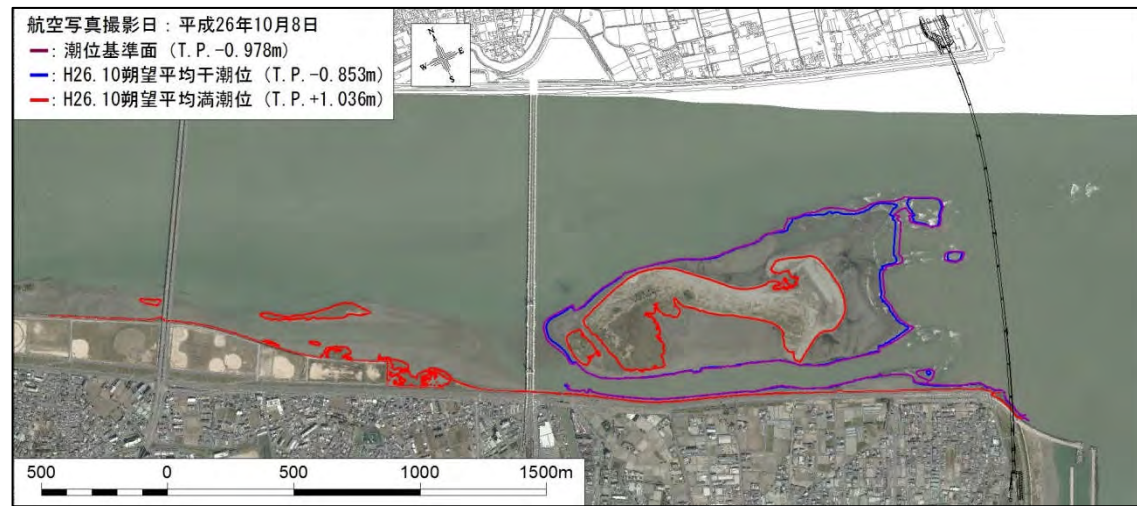 航空写真撮影日：平成26年10月8日
：潮位基準面（T.P.-0.978m）
：H26.10朔望平均干潮位（T.P.-0.853m）
：H26.10朔望平均満潮位（T.P.+1.036m）
N
W E
S
500 0 500 1000 1500m